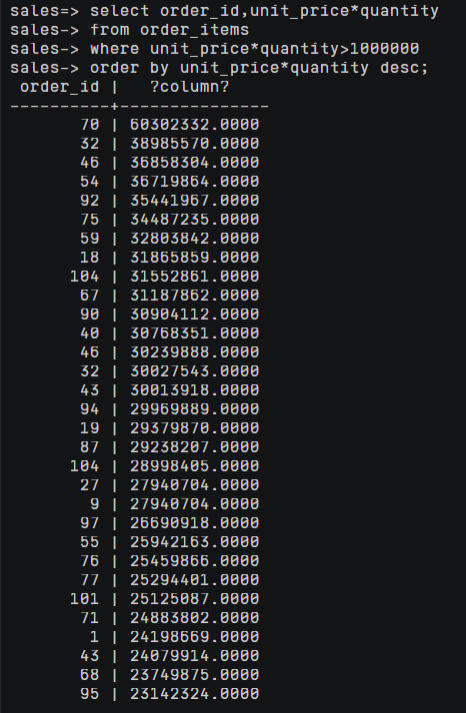 sales=> select order_id,unit_price*quantity
sales-> from order_items
sales-> where unit_price*quantity>1000000
sales-> order by unit_price*quantity desc;
 order_id |   ?column?
----------+---------------
       70 | 60302332.0000
       32 | 38985570.0000
       46 | 36858304.0000
       54 | 36719864.0000
       92 | 35441967.0000
       75 | 34487235.0000
       59 | 32803842.0000
       18 | 31865859.0000
      104 | 31552861.0000
       67 | 31187862.0000
       90 | 30904112.0000
       40 | 30768351.0000
       46 | 30239888.0000
       32 | 30027543.0000
       43 | 30013918.0000
       94 | 29969889.0000
       19 | 29379870.0000
       87 | 29238207.0000
      104 | 28998405.0000
       27 | 27940704.0000
        9 | 27940704.0000
       97 | 26690918.0000
       55 | 25942163.0000
       76 | 25459866.0000
       77 | 25294401.0000
      101 | 25125087.0000
       71 | 24883802.0000
        1 | 24198669.0000
       43 | 24079914.0000
       68 | 23749875.0000
       95 | 23142324.0000